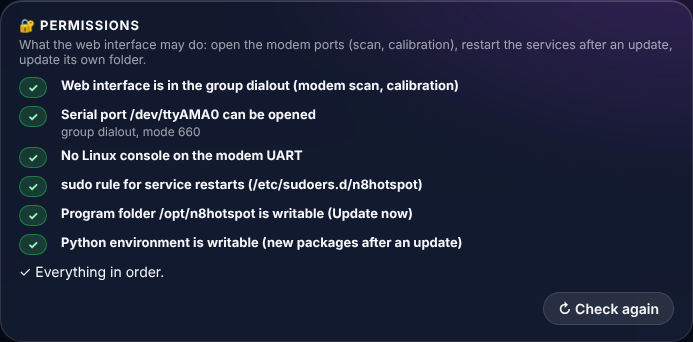 🔐 PERMISSIONS
What the web interface may do: open the modem ports (scan, calibration), restart the services after an update,
update its own folder.
✓ Web interface is in the group dialout (modem scan, calibration)
✓ Serial port /dev/ttyAMA0 can be opened
group dialout, mode 660
✓ No Linux console on the modem UART
✓ sudo rule for service restarts (/etc/sudoers.d/n8hotspot)
✓ Program folder /opt/n8hotspot is writable (Update now)
✓ Python environment is writable (new packages after an update)
✓ Everything in order.
↻ Check again